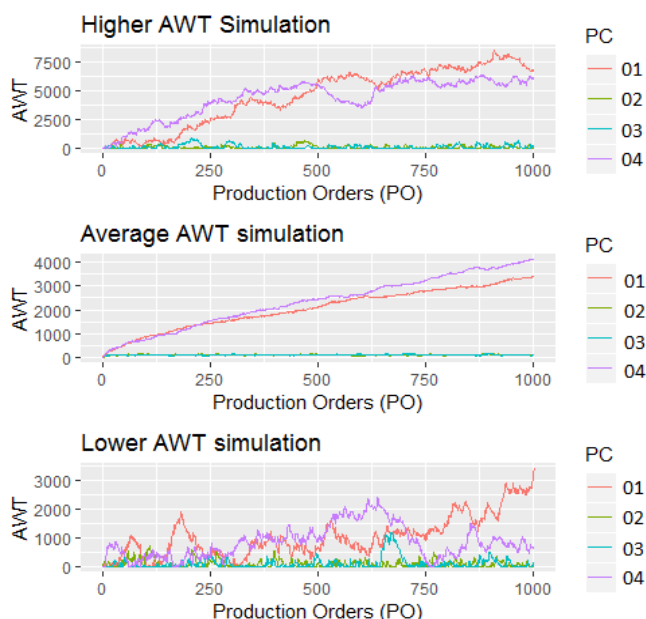 Higher AWT Simulation
AWT
7500
5000
2500
0
0 250 500 750 1000
Production Orders (PO)
PC
01
02
03
04
Average AWT simulation
AWT
4000
3000
2000
1000
0
0 250 500 750 1000
Production Orders (PO)
PC
01
02
03
04
Lower AWT simulation
AWT
3000
2000
1000
0
0 250 500 750 1000
Production Orders (PO)
PC
01
02
03
04